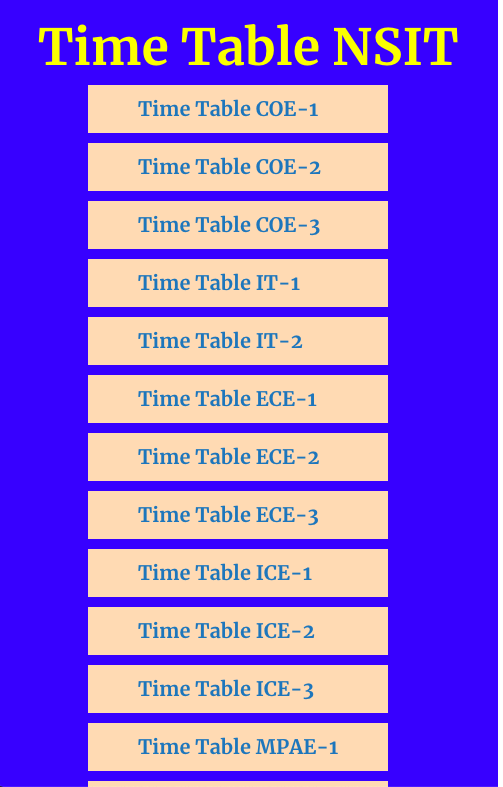 Time Table NSIT
Time Table COE-1
Time Table COE-2
Time Table COE-3
Time Table IT-1
Time Table IT-2
Time Table ECE-1
Time Table ECE-2
Time Table ECE-3
Time Table ICE-1
Time Table ICE-2
Time Table ICE-3
Time Table MPAE-1